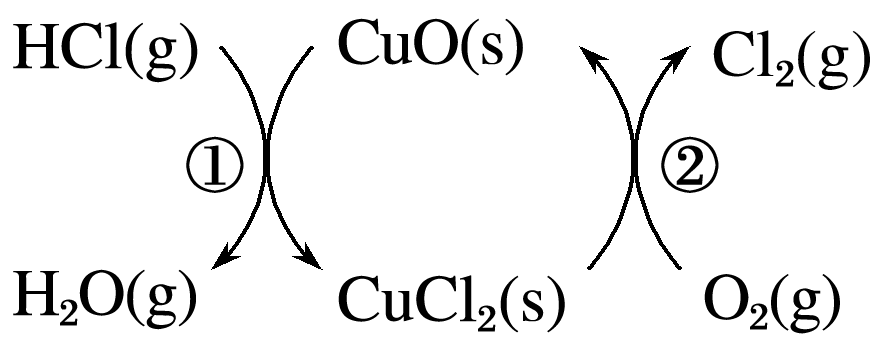 HCl(g) CuO(s) Cl₂(g)
① ②
H₂O(g) CuCl₂(s) O₂(g)